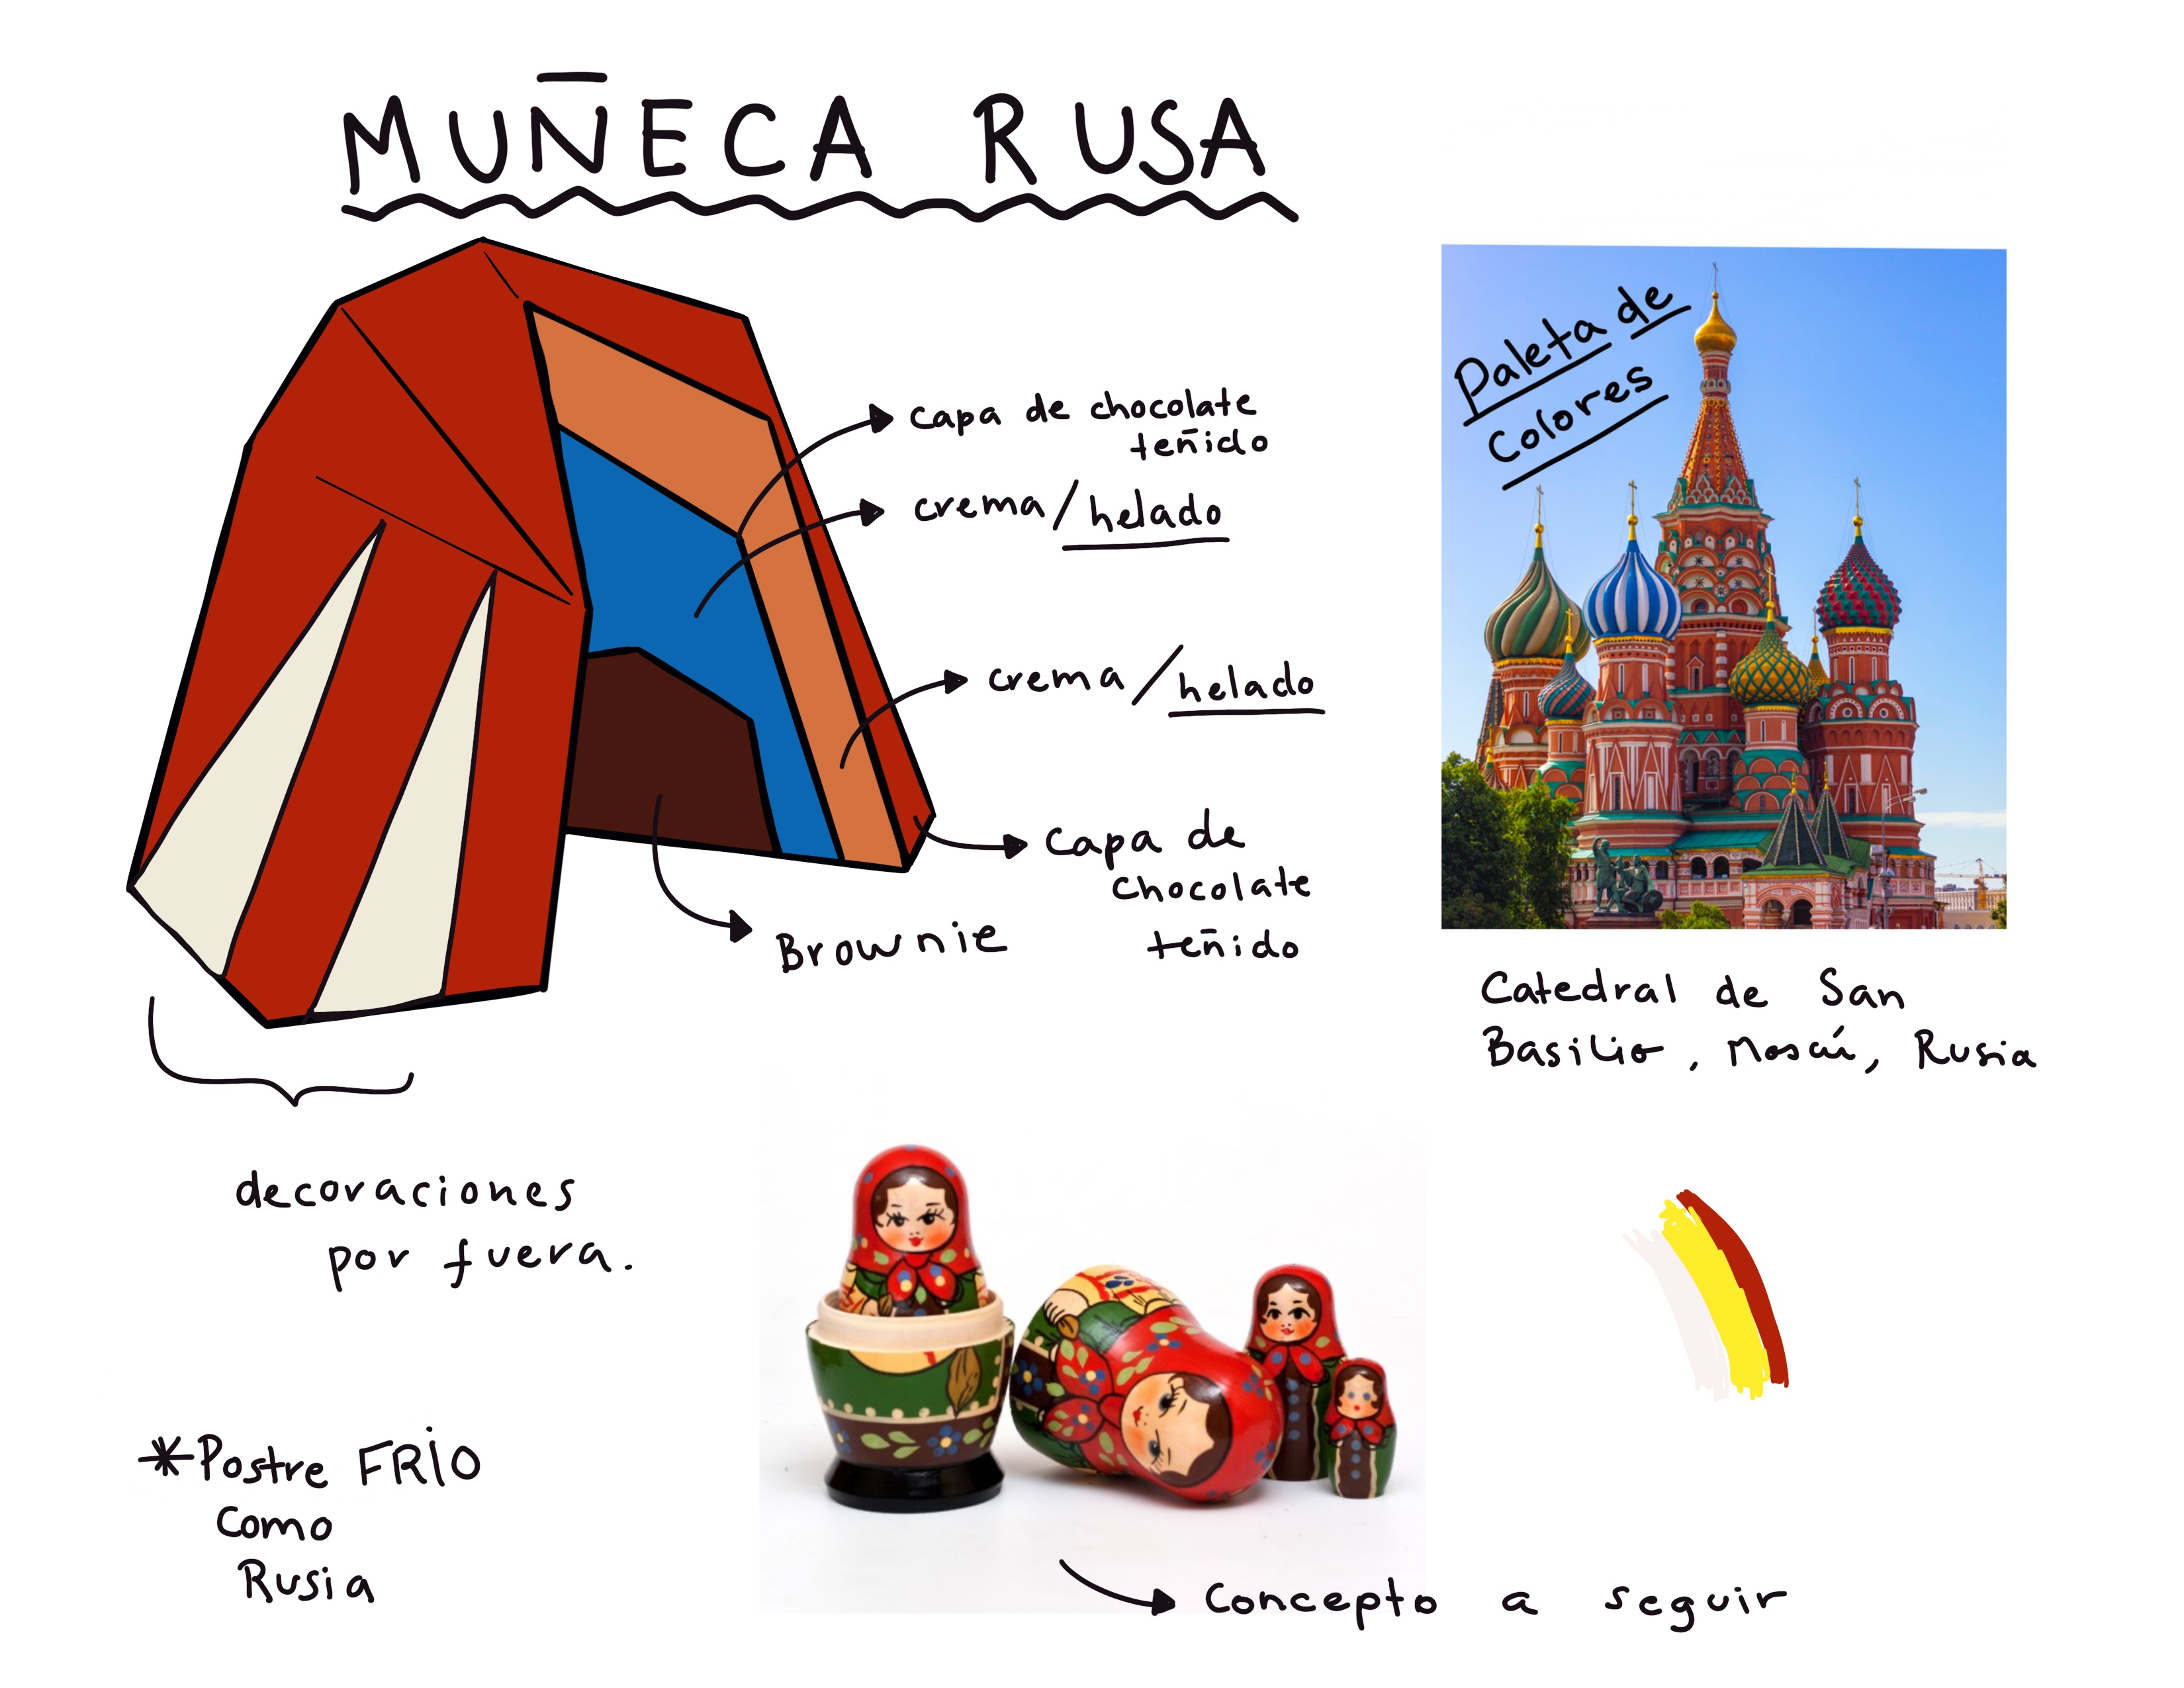 MUÑECA RUSA
Paleta de
Colores
capa de chocolate
teñido
crema/helado
crema/helado
Capa de
chocolate
teñido
Brownie
Catedral de San
Basilio, Moscú, Rusia
decoraciones
por fuera.
*Postre FRÍO
Como
Rusia
Concepto a seguir